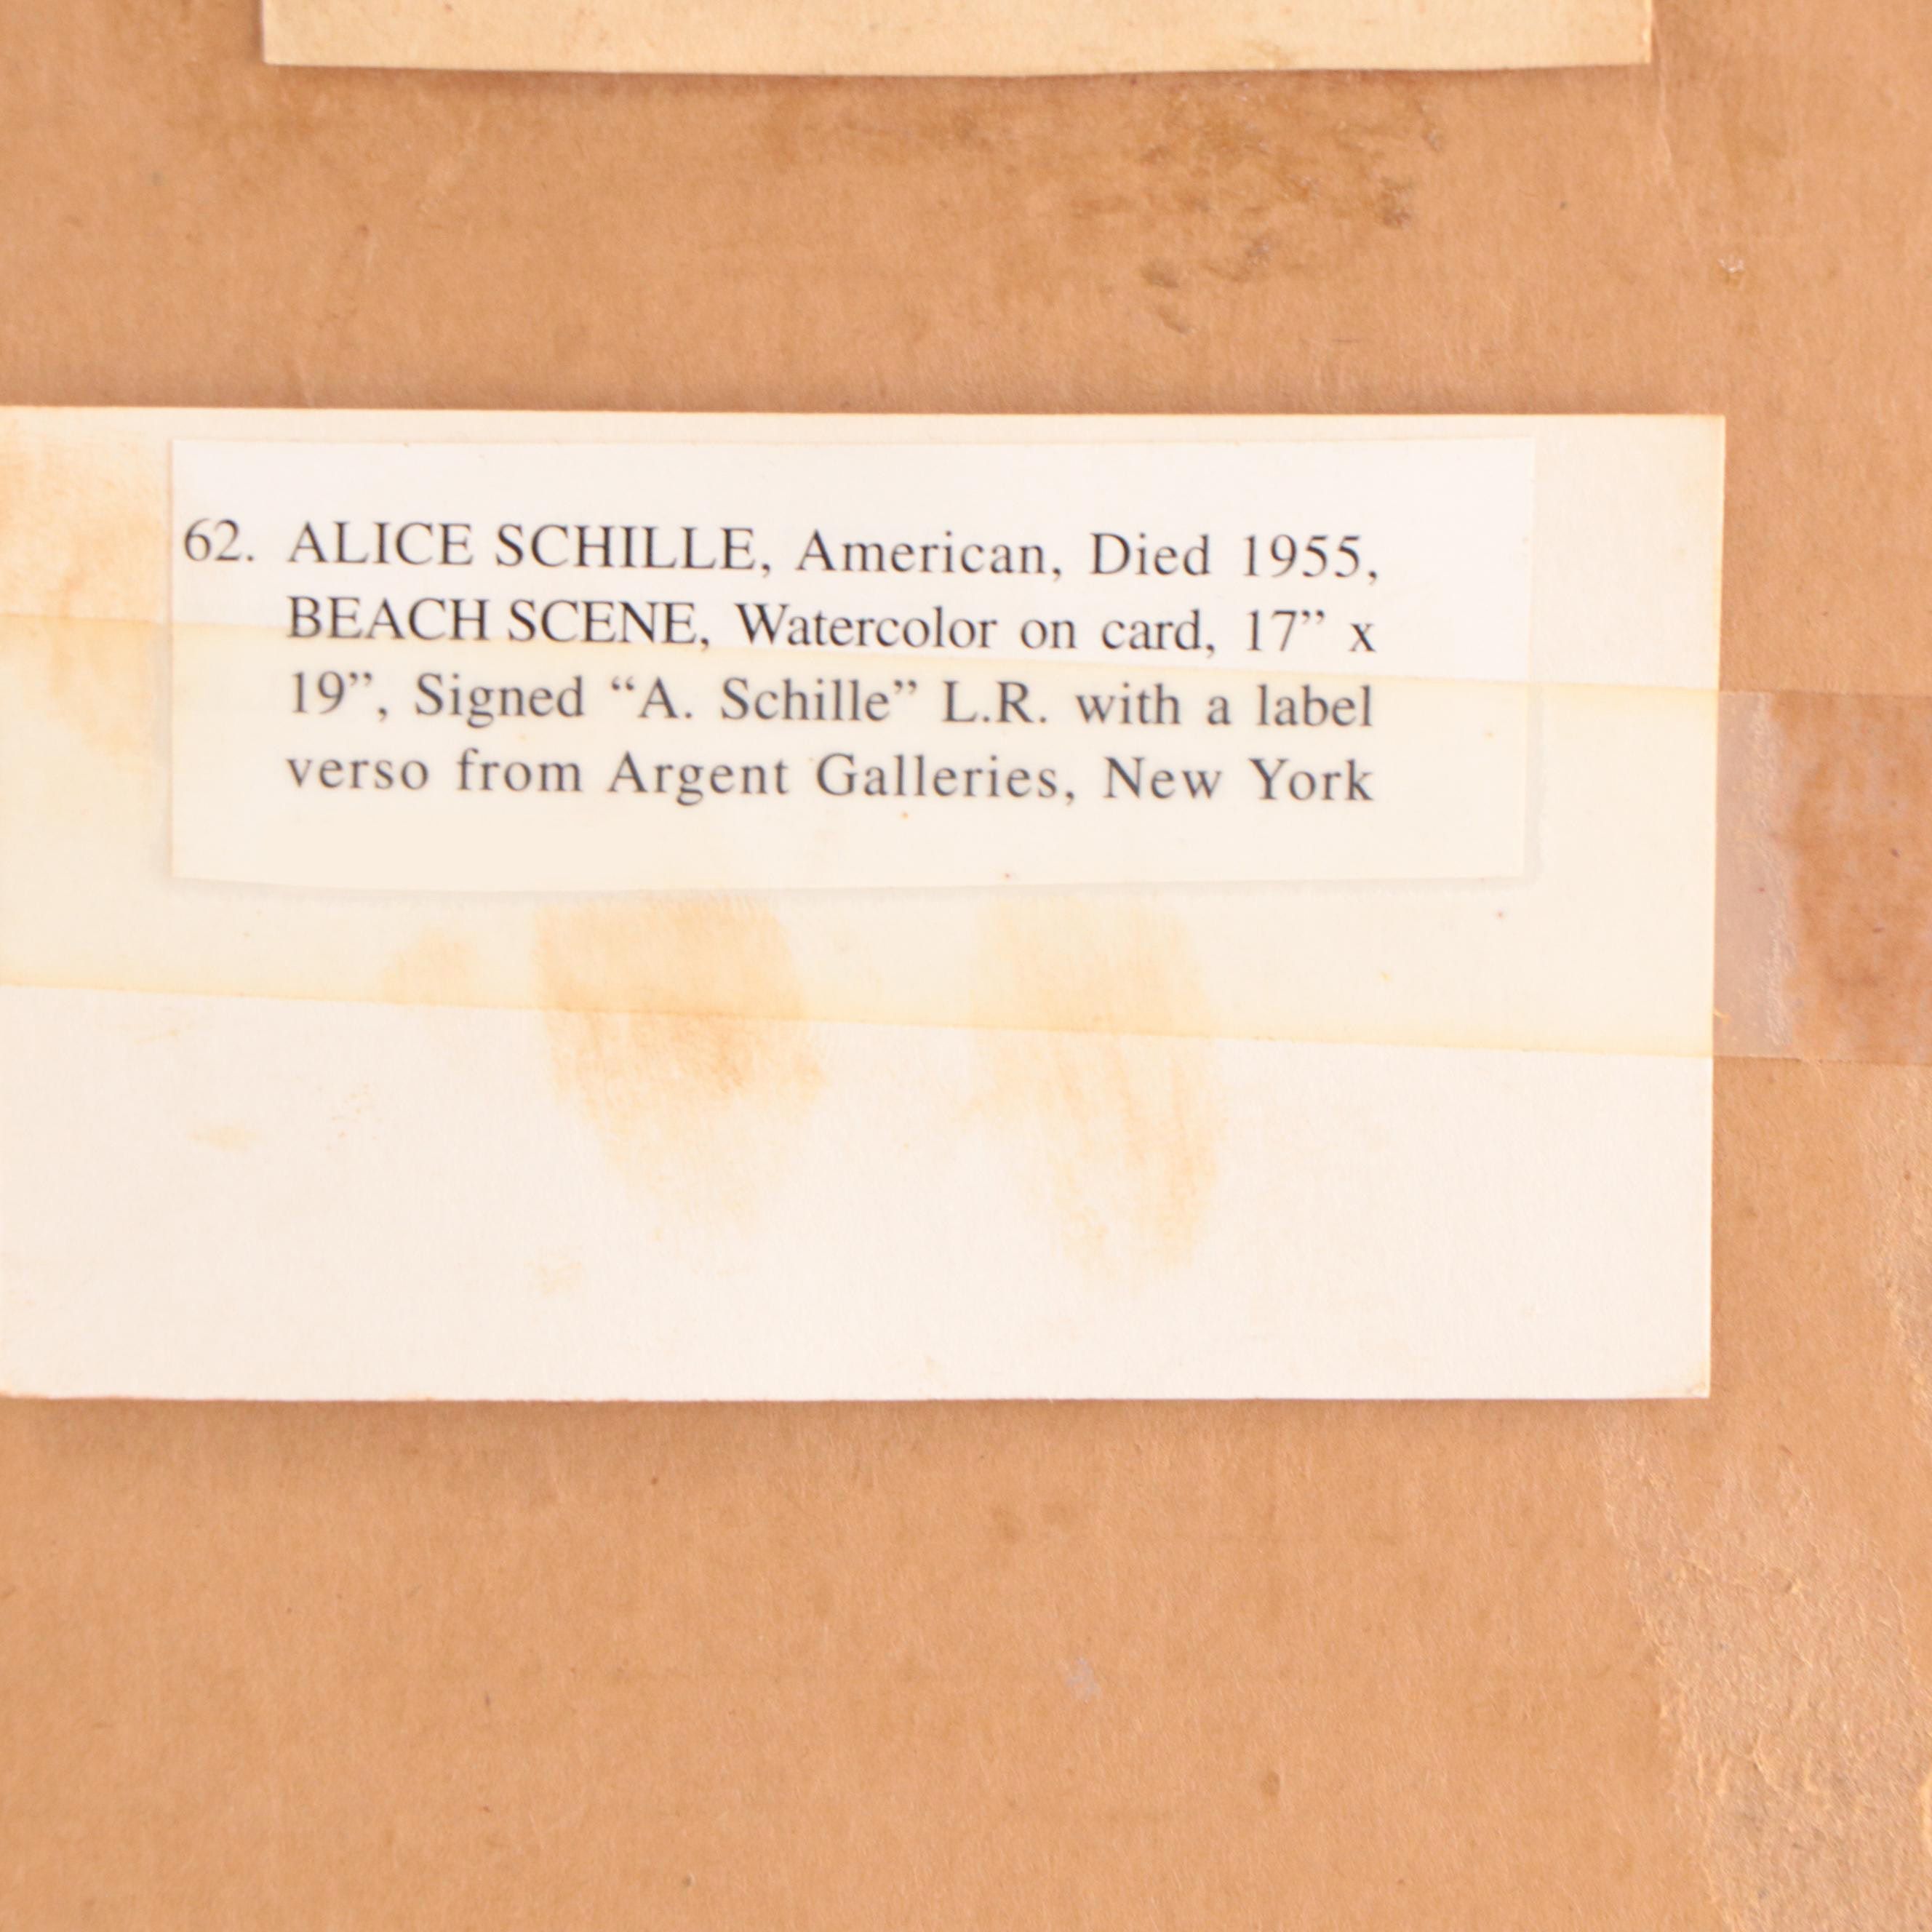 62. ALICE SCHILLE, American, Died 1955,
BEACH SCENE, Watercolor on card, 17” x
19”, Signed “A. Schille” L.R. with a label
verso from Argent Galleries, New York